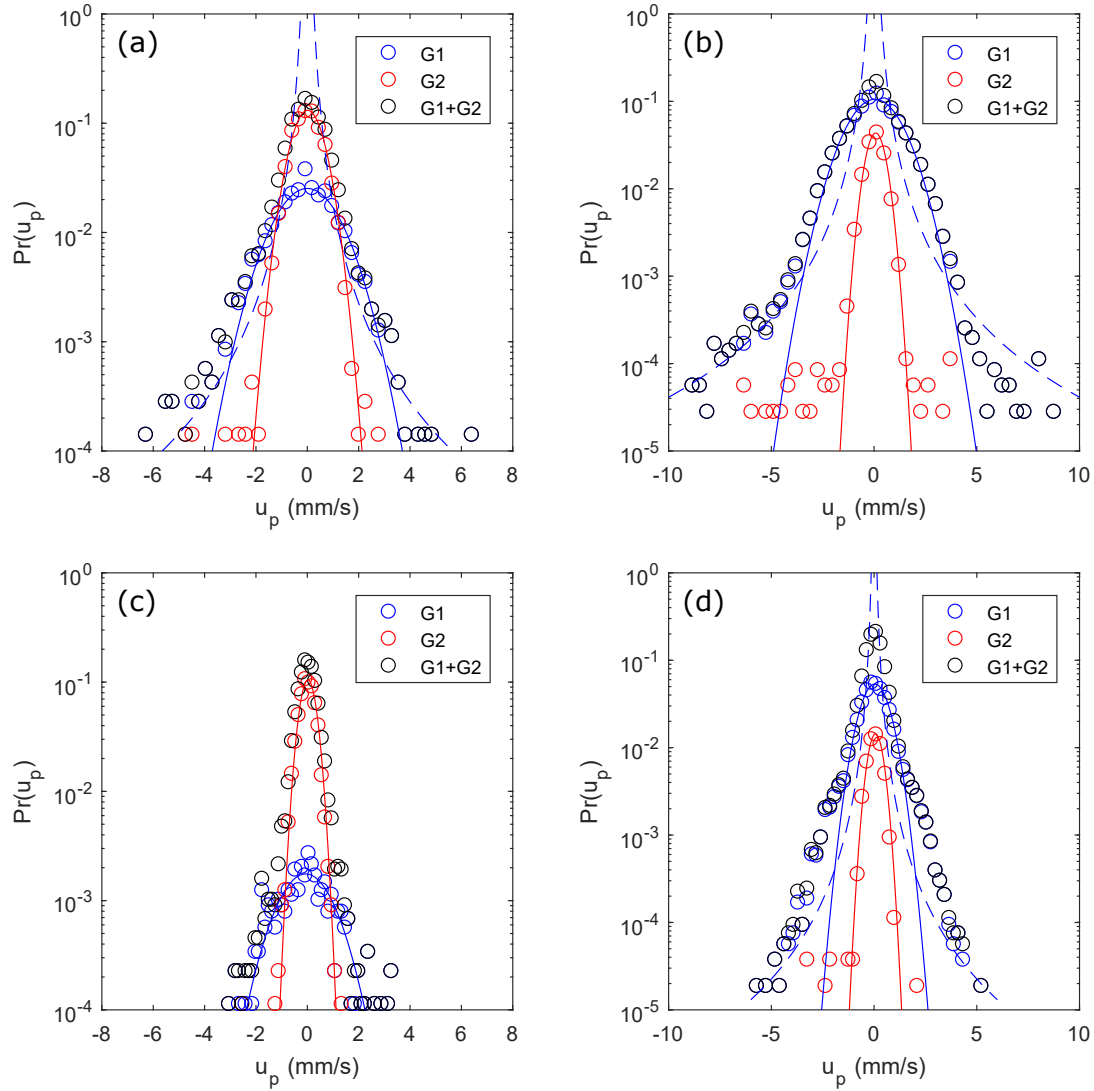 (a)
G1
G2
G1+G2
10^0
10^-1
10^-2
10^-3
10^-4
Pr(u_p)
-8 -6 -4 -2 0 2 4 6 8
u_p (mm/s)
(b)
G1
G2
G1+G2
10^0
10^-1
10^-2
10^-3
10^-4
10^-5
Pr(u_p)
-10 -5 0 5 10
u_p (mm/s)
(c)
G1
G2
G1+G2
10^0
10^-1
10^-2
10^-3
10^-4
Pr(u_p)
-8 -6 -4 -2 0 2 4 6 8
u_p (mm/s)
(d)
G1
G2
G1+G2
10^0
10^-1
10^-2
10^-3
10^-4
10^-5
Pr(u_p)
-10 -5 0 5 10
u_p (mm/s)